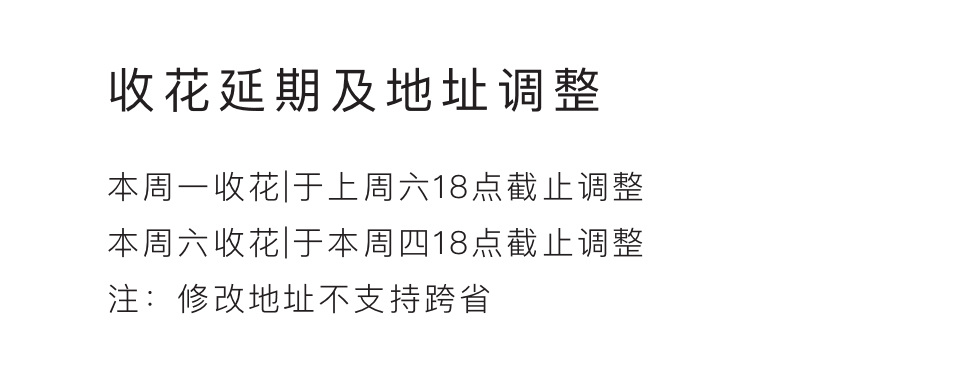 收花延期及地址调整
本周一收花|于上周六18点截止调整
本周六收花|于本周四18点截止调整
注：修改地址不支持跨省